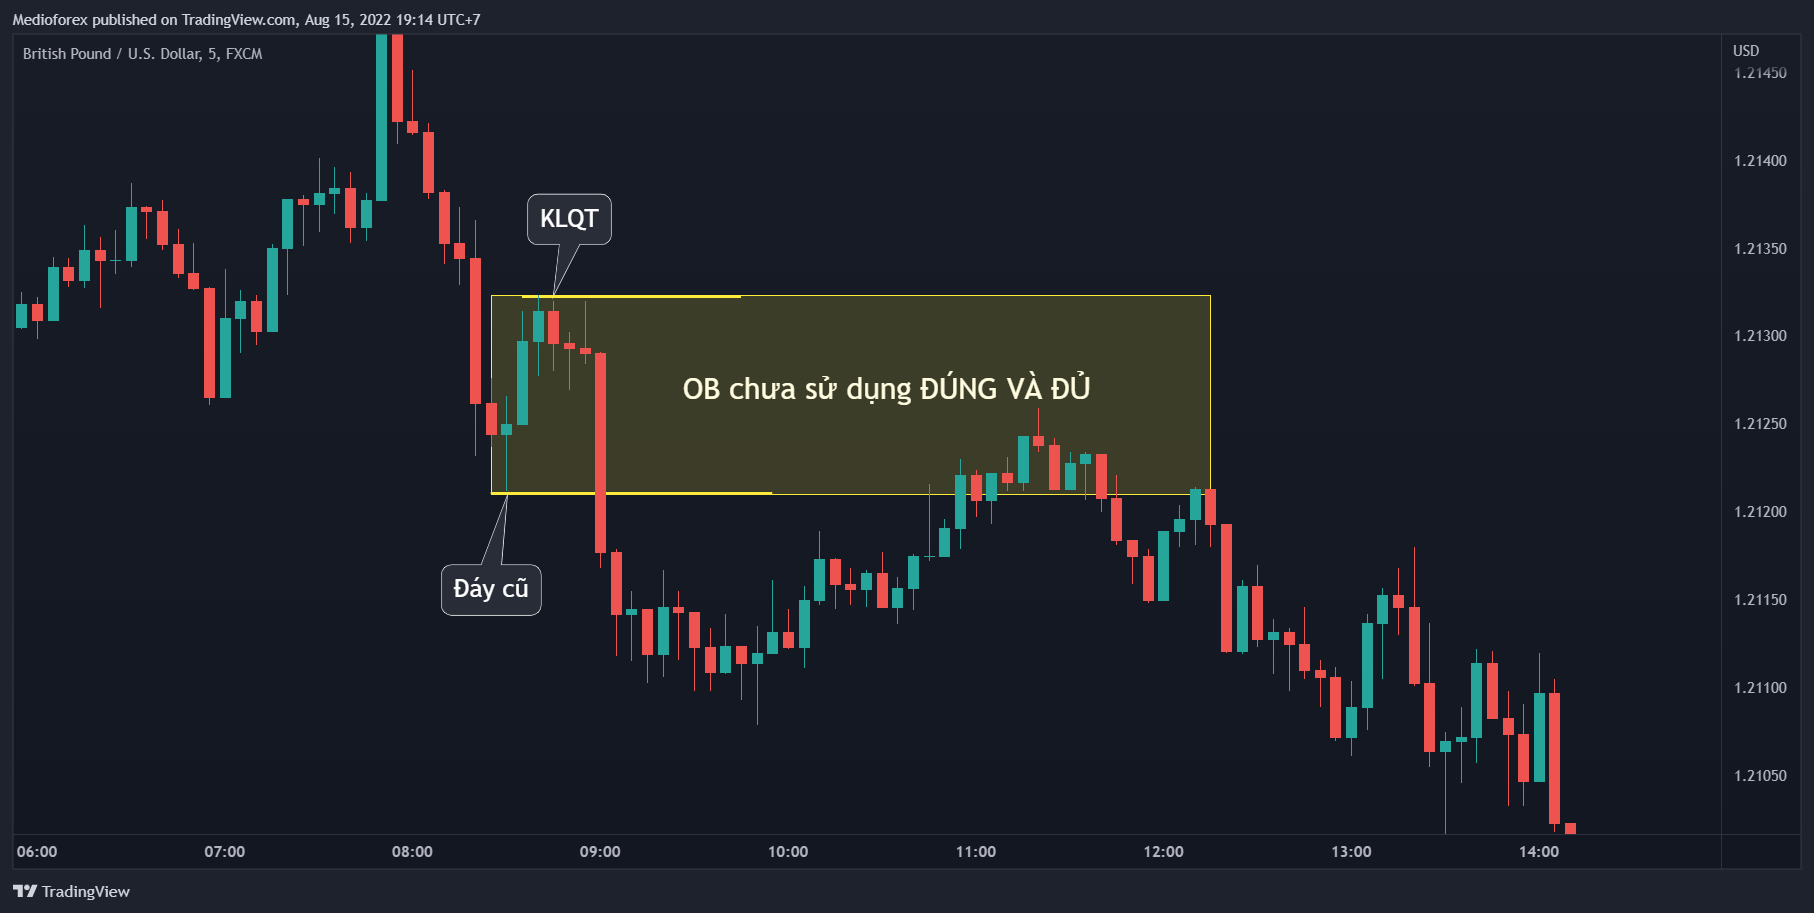 Medioforex published on TradingView.com, Aug 15, 2022 19:14 UTC+7
British Pound / U.S. Dollar, 5, FXCM
USD
1.21450
1.21400
KLQT
1.21350
1.21300
OB chưa sử dụng ĐÚNG VÀ ĐỦ
1.21250
1.21200
Đáy cũ
1.21150
1.21100
1.21050
06:00 07:00 08:00 09:00 10:00 11:00 12:00 13:00 14:00
TradingView